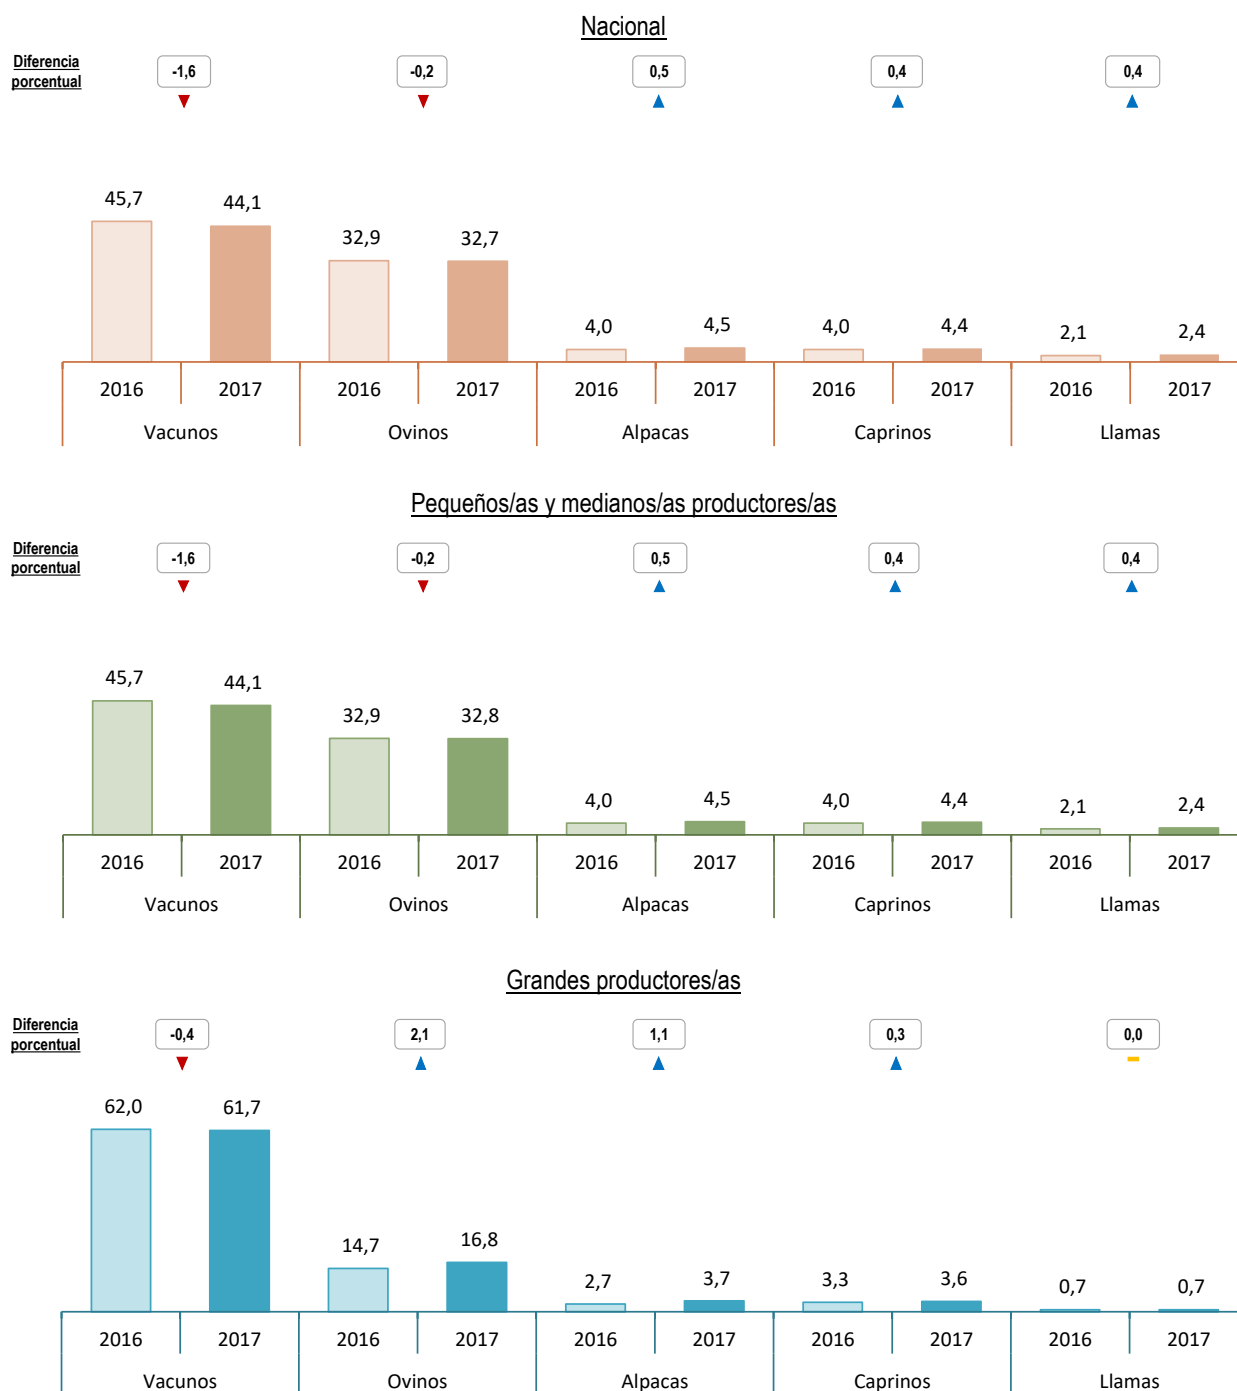 Nacional
Diferencia
porcentual
-1,6 -0,2 0,5 0,4 0,4
45,7 44,1 32,9 32,7 4,0 4,5 4,0 4,4 2,1 2,4
2016 2017 2016 2017 2016 2017 2016 2017 2016 2017
Vacunos Ovinos Alpacas Caprinos Llamas
Pequeños/as y medianos/as productores/as
Diferencia
porcentual
-1,6 -0,2 0,5 0,4 0,4
45,7 44,1 32,9 32,8 4,0 4,5 4,0 4,4 2,1 2,4
2016 2017 2016 2017 2016 2017 2016 2017 2016 2017
Vacunos Ovinos Alpacas Caprinos Llamas
Grandes productores/as
Diferencia
porcentual
-0,4 2,1 1,1 0,3 0,0
62,0 61,7 14,7 16,8 2,7 3,7 3,3 3,6 0,7 0,7
2016 2017 2016 2017 2016 2017 2016 2017 2016 2017
Vacunos Ovinos Alpacas Caprinos Llamas